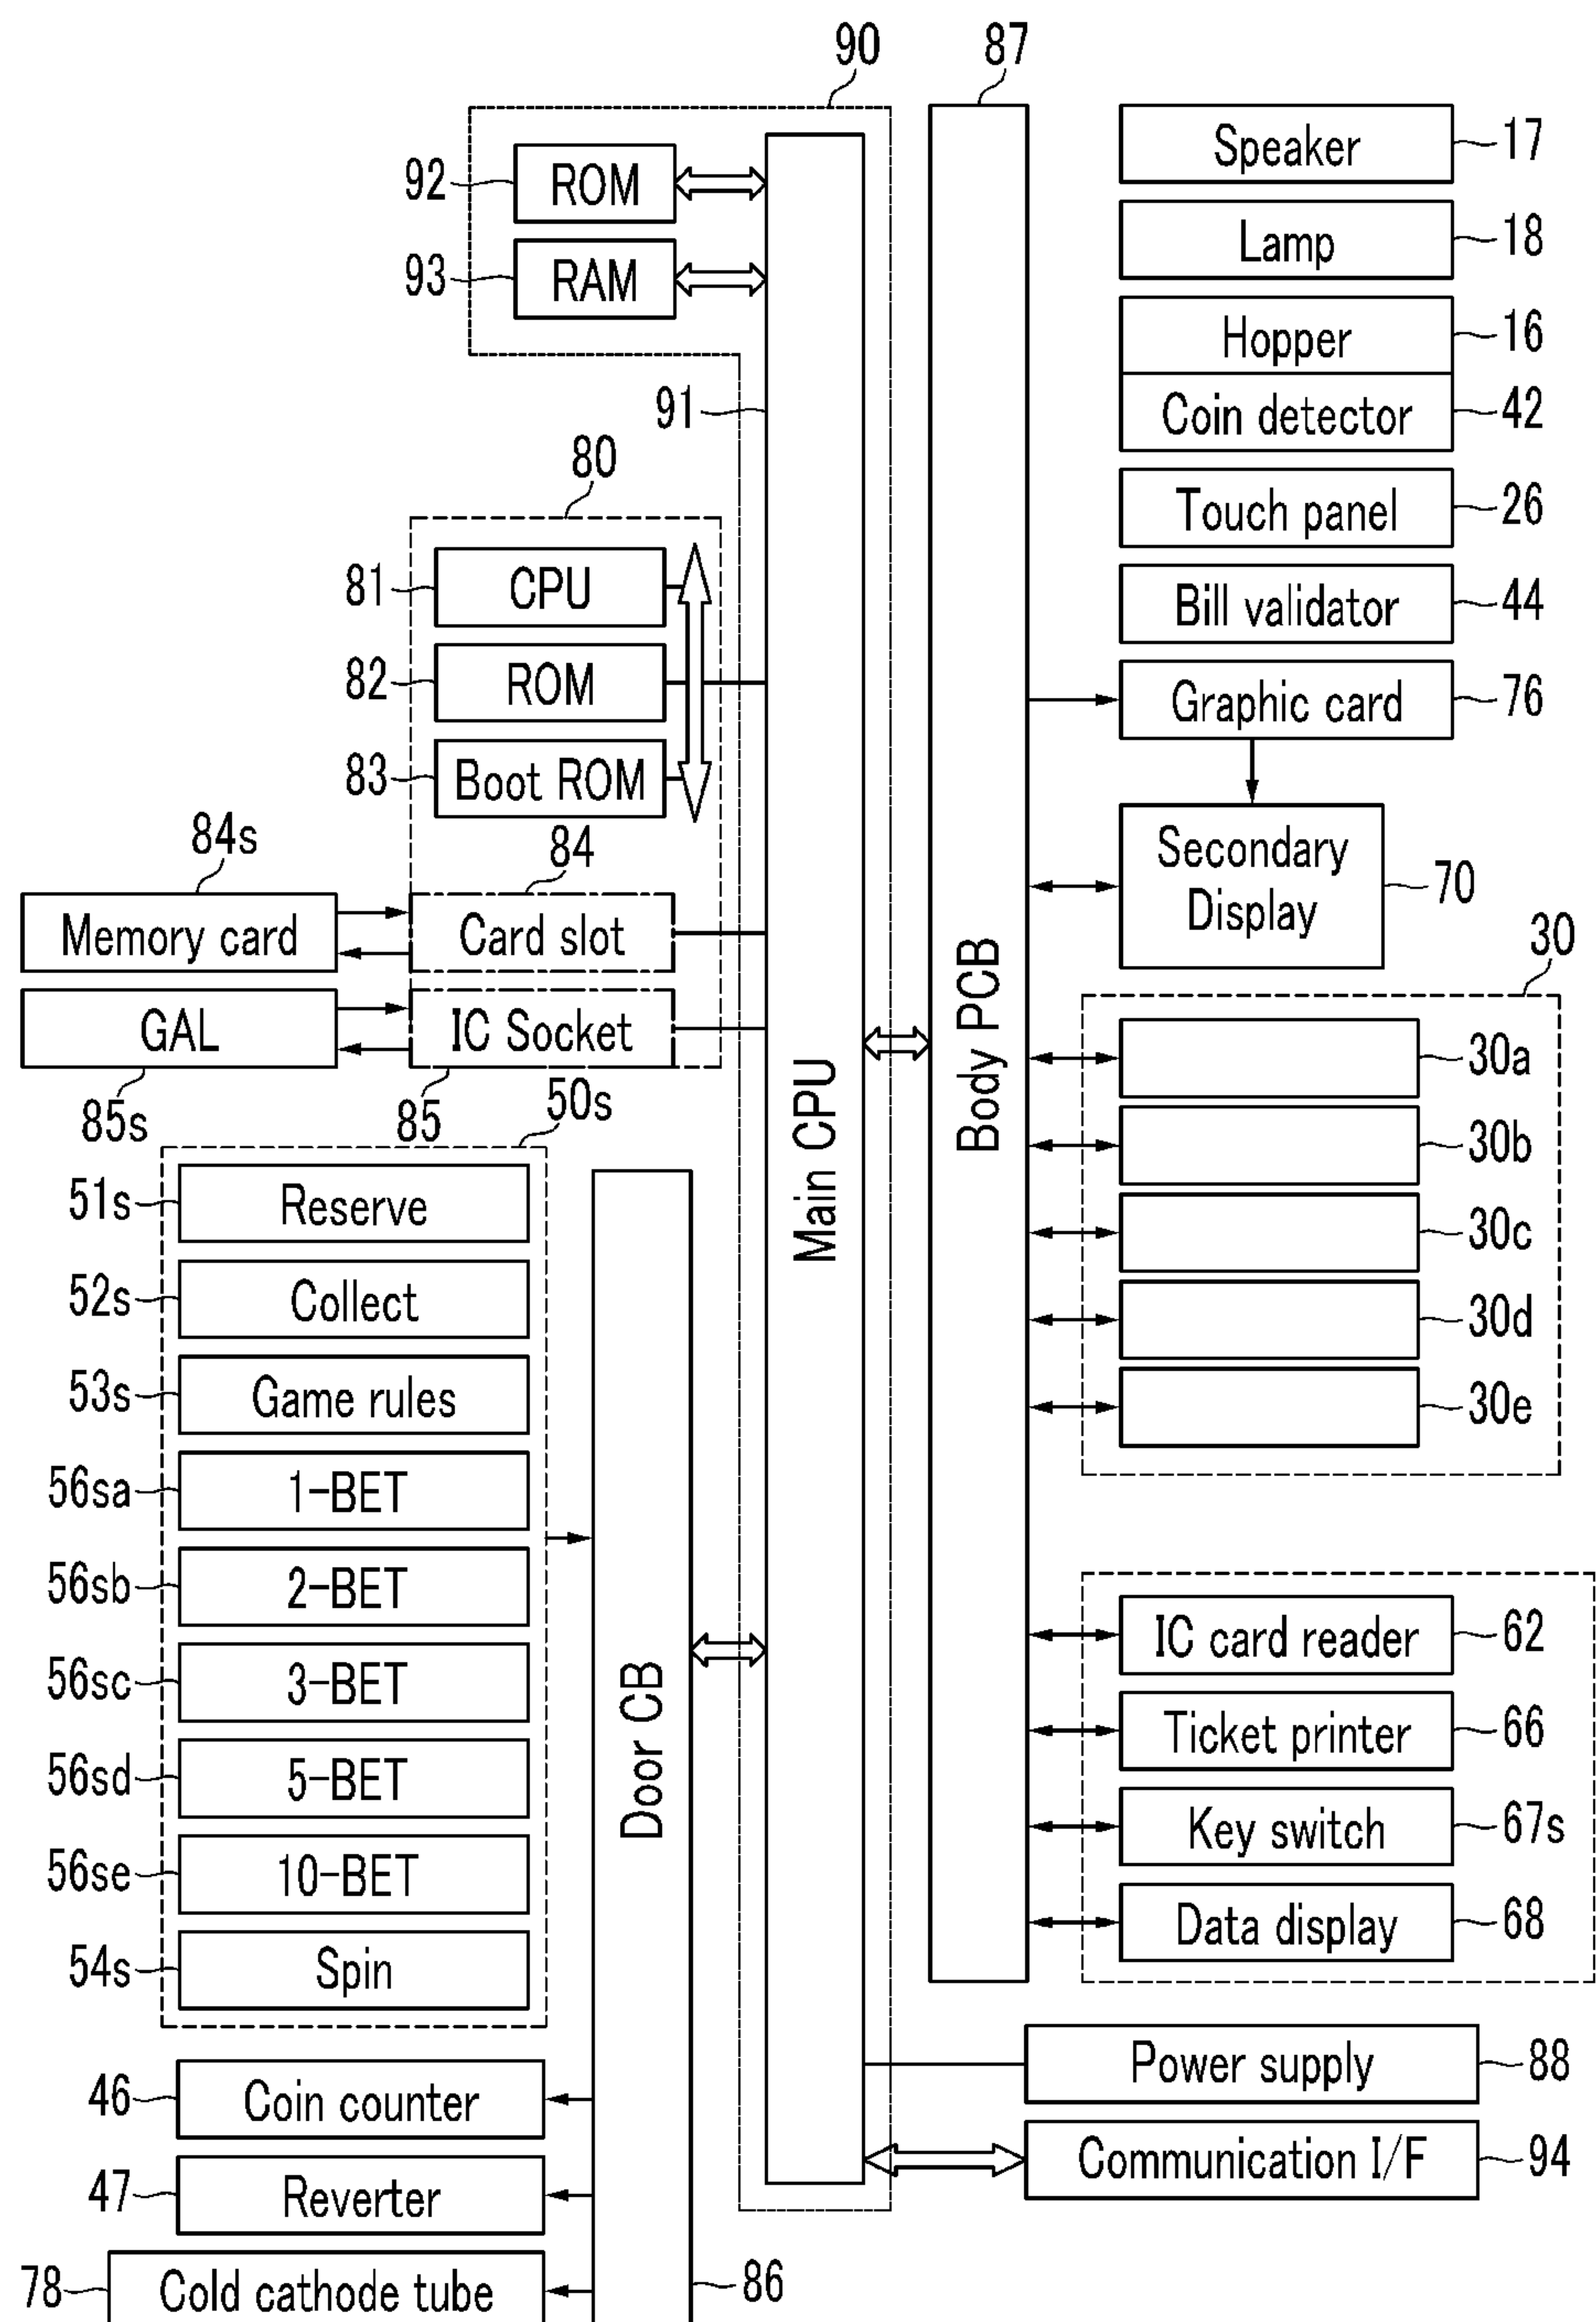 90
87
92
ROM
93
RAM
91
80
81
CPU
82
ROM
83
Boot ROM
84s
84
Memory card
Card slot
GAL
IC Socket
85s
85
50s
51s
Reserve
52s
Collect
53s
Game rules
56sa
1-BET
56sb
2-BET
56sc
3-BET
56sd
5-BET
56se
10-BET
54s
Spin
46
Coin counter
47
Reverter
78
Cold cathode tube
Door CB
86
Main CPU
Body PCB
Speaker
17
Lamp
18
Hopper
16
Coin detector
42
Touch panel
26
Bill validator
44
Graphic card
76
Secondary
Display
70
30
30a
30b
30c
30d
30e
IC card reader
62
Ticket printer
66
Key switch
67s
Data display
68
Power supply
88
Communication I/F
94